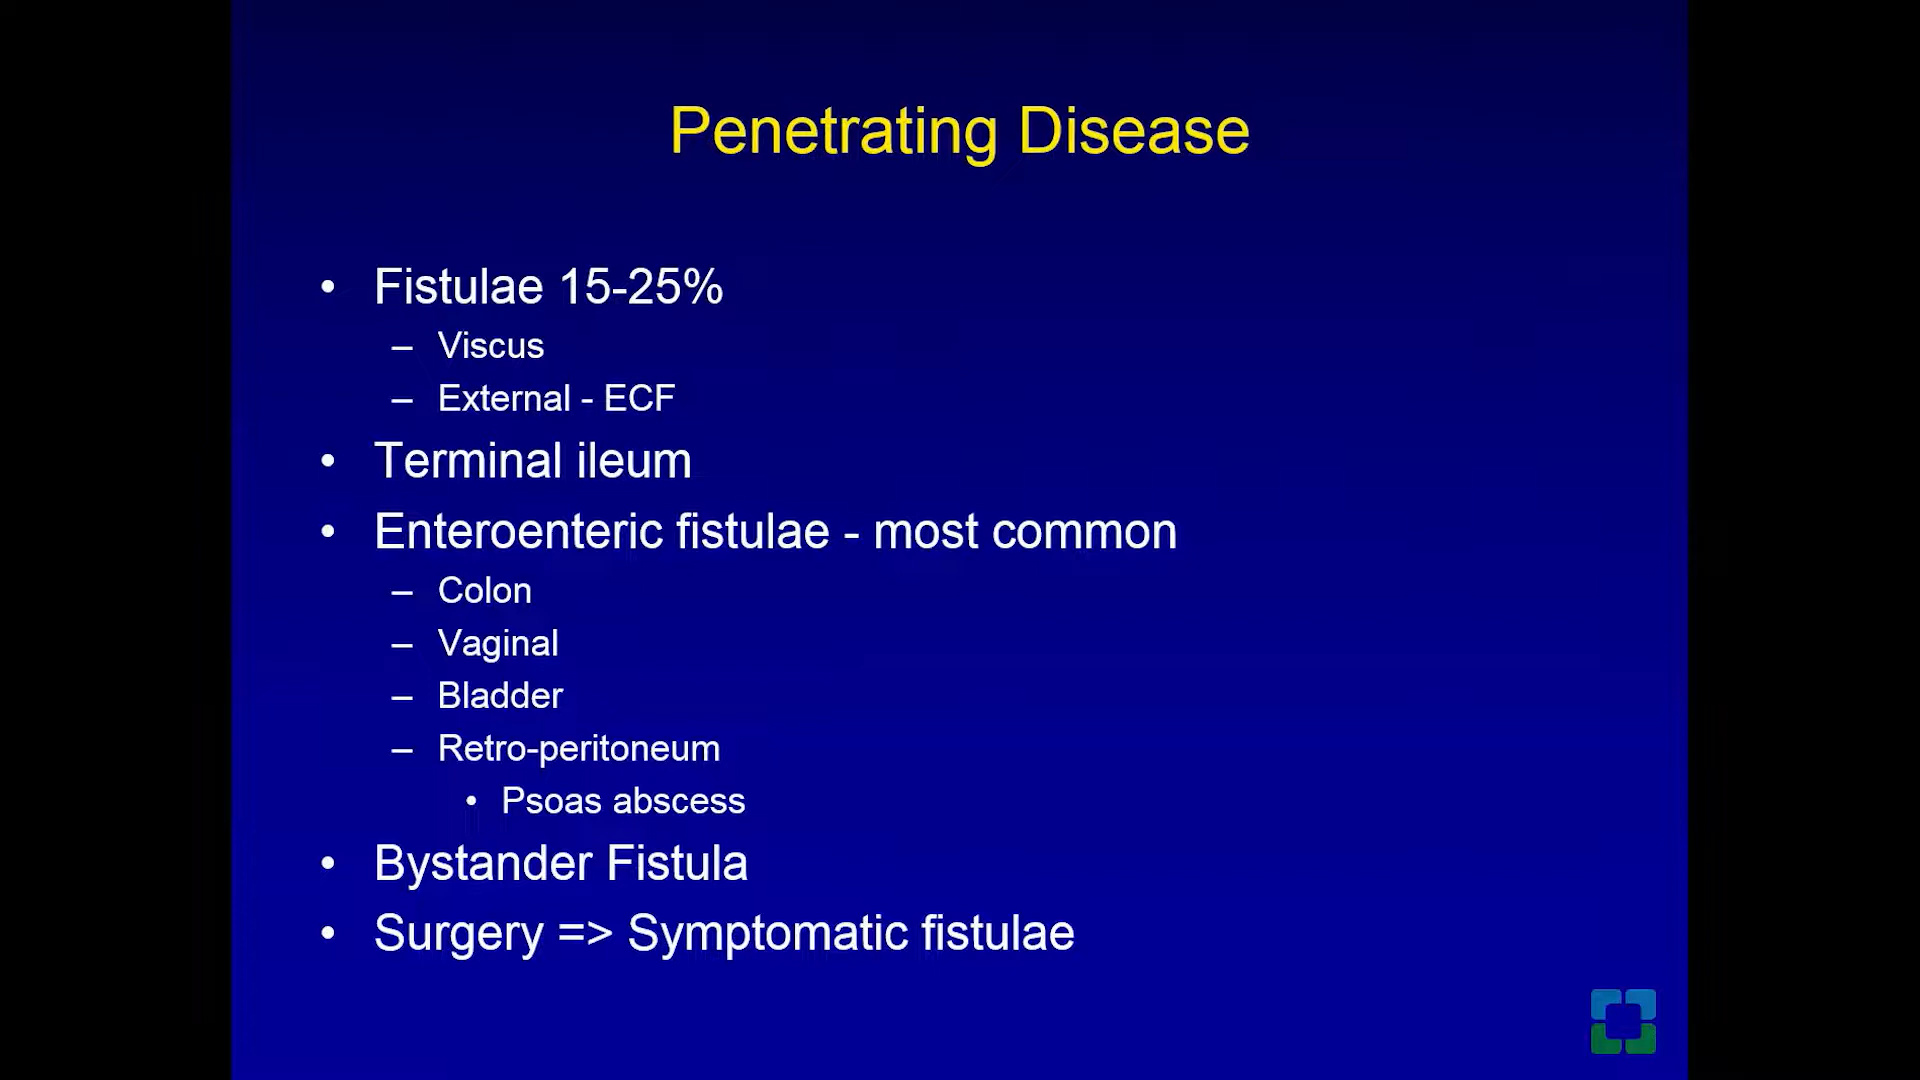 Penetrating Disease
• Fistulae 15-25%
– Viscus
– External - ECF
• Terminal ileum
• Enteroenteric fistulae - most common
– Colon
– Vaginal
– Bladder
– Retro-peritoneum
• Psoas abscess
• Bystander Fistula
• Surgery => Symptomatic fistulae